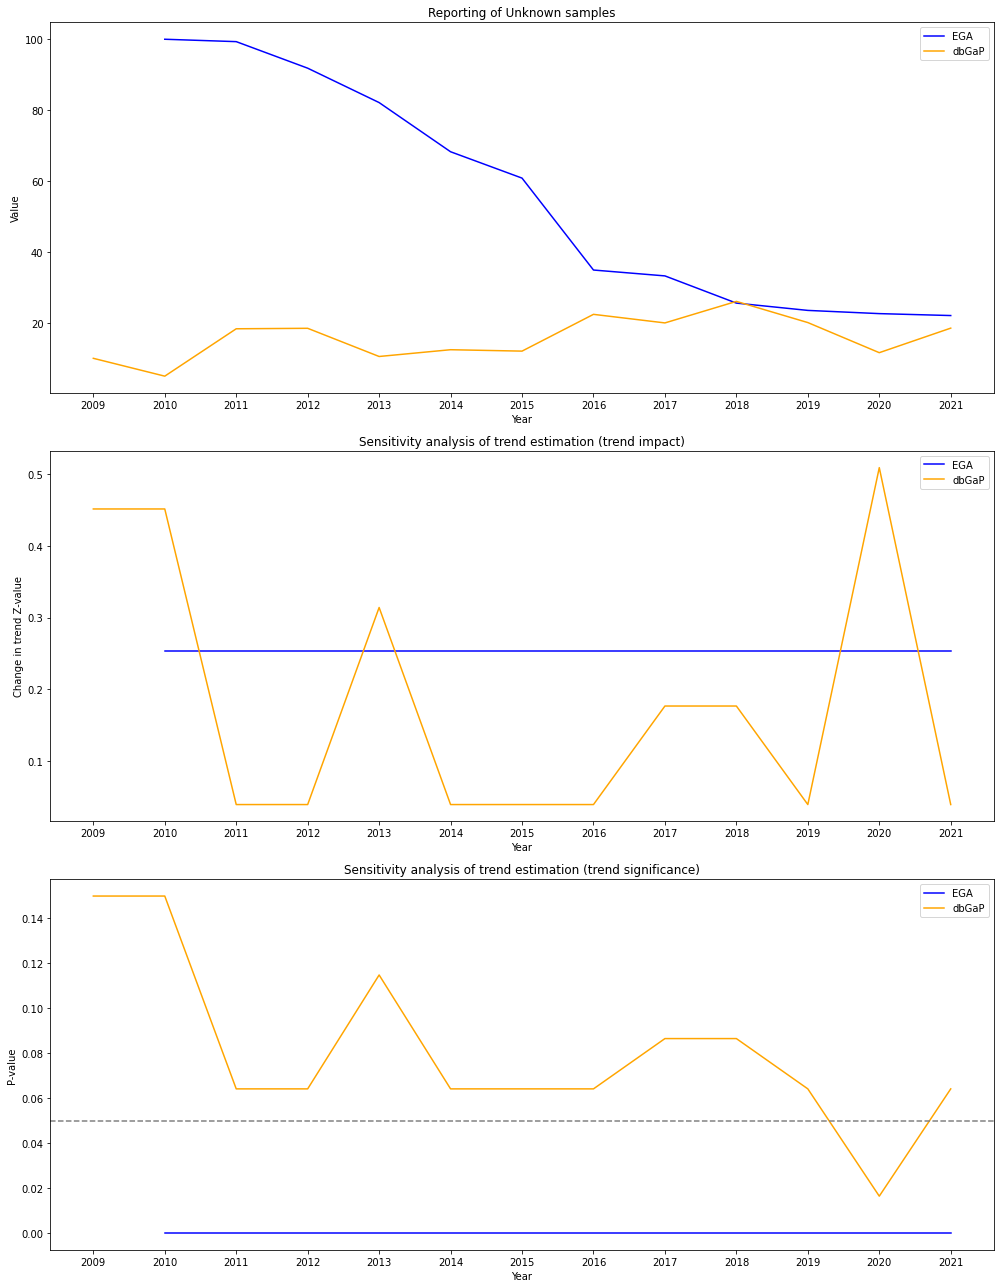 Reporting of Unknown samples
EGA
dbGaP
100
80
60
40
20
Value
2009 2010 2011 2012 2013 2014 2015 2016 2017 2018 2019 2020 2021
Year
Sensitivity analysis of trend estimation (trend impact)
EGA
dbGaP
0.5
0.4
0.3
0.2
0.1
Change in trend Z-value
2009 2010 2011 2012 2013 2014 2015 2016 2017 2018 2019 2020 2021
Year
Sensitivity analysis of trend estimation (trend significance)
EGA
dbGaP
0.14
0.12
0.10
0.08
0.06
0.04
0.02
0.00
P-value
2009 2010 2011 2012 2013 2014 2015 2016 2017 2018 2019 2020 2021
Year